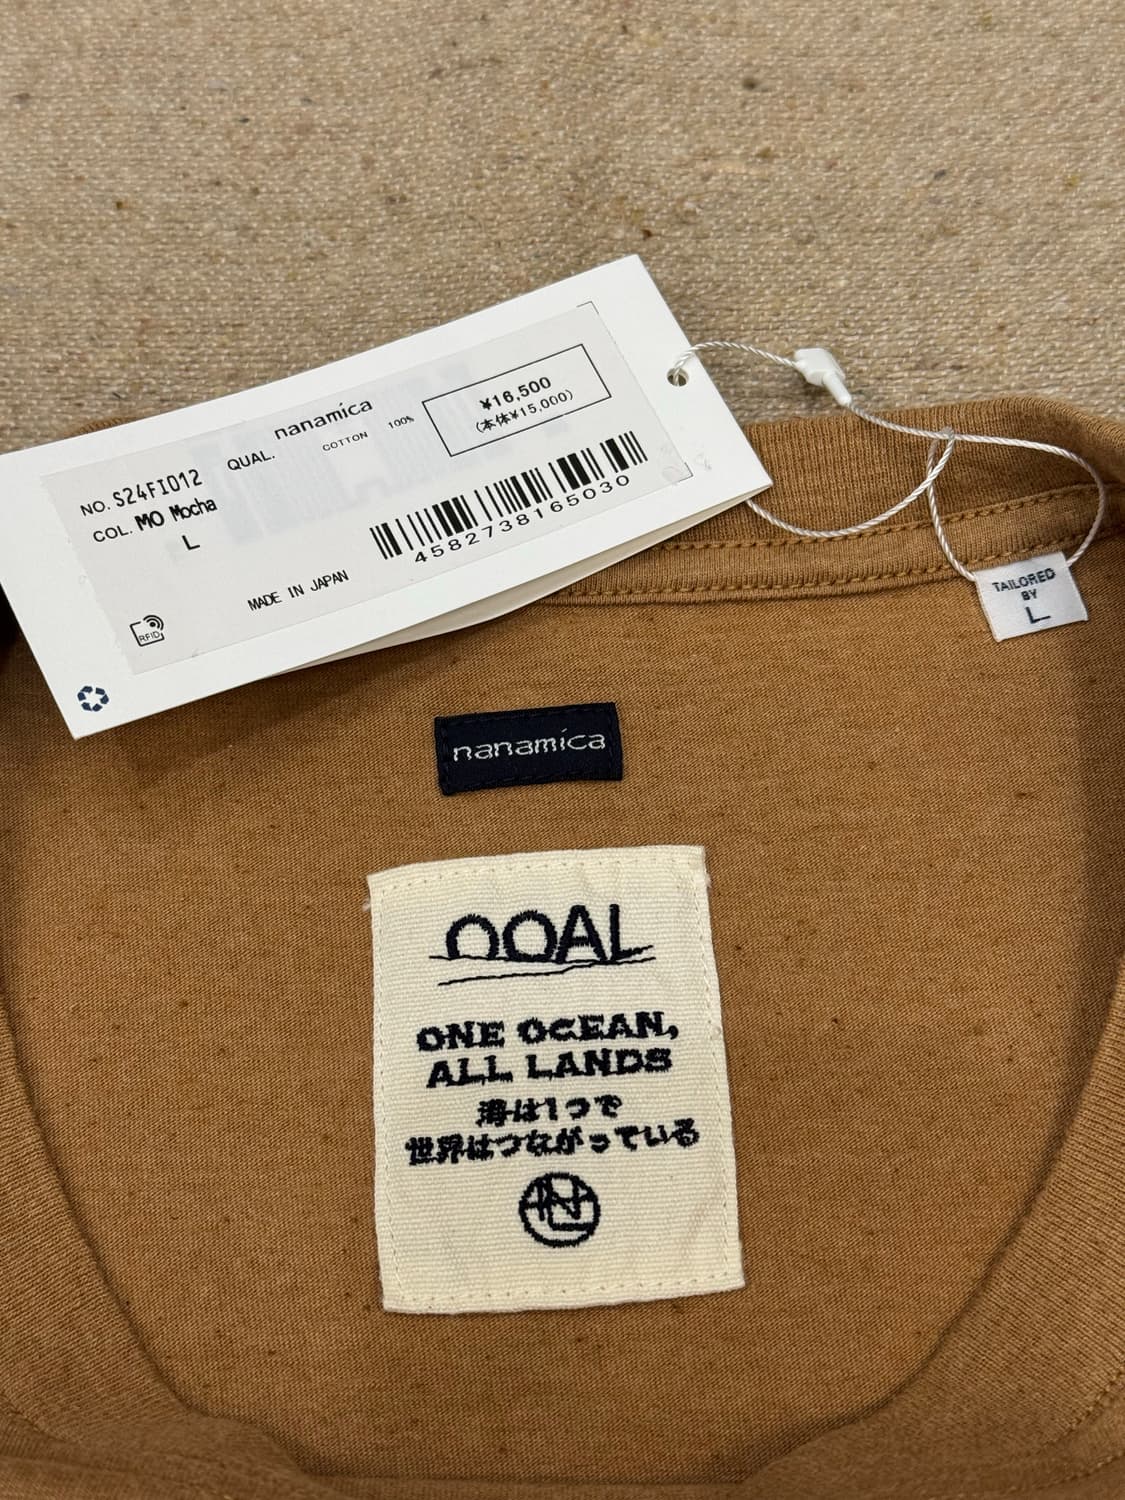 nanamica
¥16,500
(本体¥15,000)
NO. S24FI012
QUAL. COTTON 100%
COL. MO Mocha
L
4582738165030
MADE IN JAPAN
RFID
TAILORED
BY
L
nanamica
OOAL
ONE OCEAN,
ALL LANDS
海は1つで
世界はつながっている